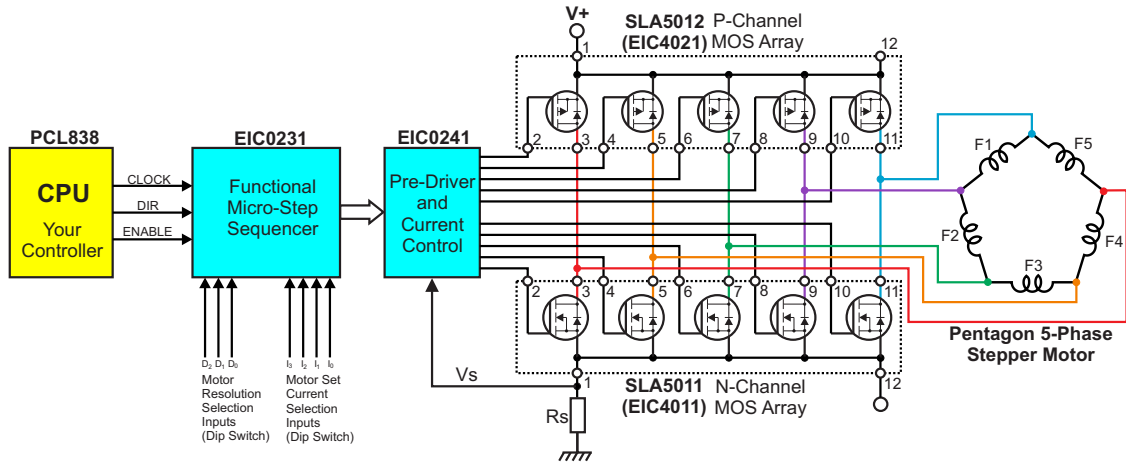 V+
SLA5012 P-Channel
(EIC4021) MOS Array
1
12
2 3 4 5 6 7 8 9 10 11
PCL838
EIC0231
EIC0241
CPU
Your
Controller
CLOCK
DIR
ENABLE
Functional
Micro-Step
Sequencer
Pre-Driver
and
Current
Control
F1
F5
F2
F4
F3
2 3 4 5 6 7 8 9 10 11
Pentagon 5-Phase
Stepper Motor
D2 D1 D0
I3 I2 I1 I0
Motor
Resolution
Selection
Inputs
(Dip Switch)
Motor Set
Current
Selection
Inputs
(Dip Switch)
Vs
1
12
SLA5011 N-Channel
(EIC4011) MOS Array
Rs